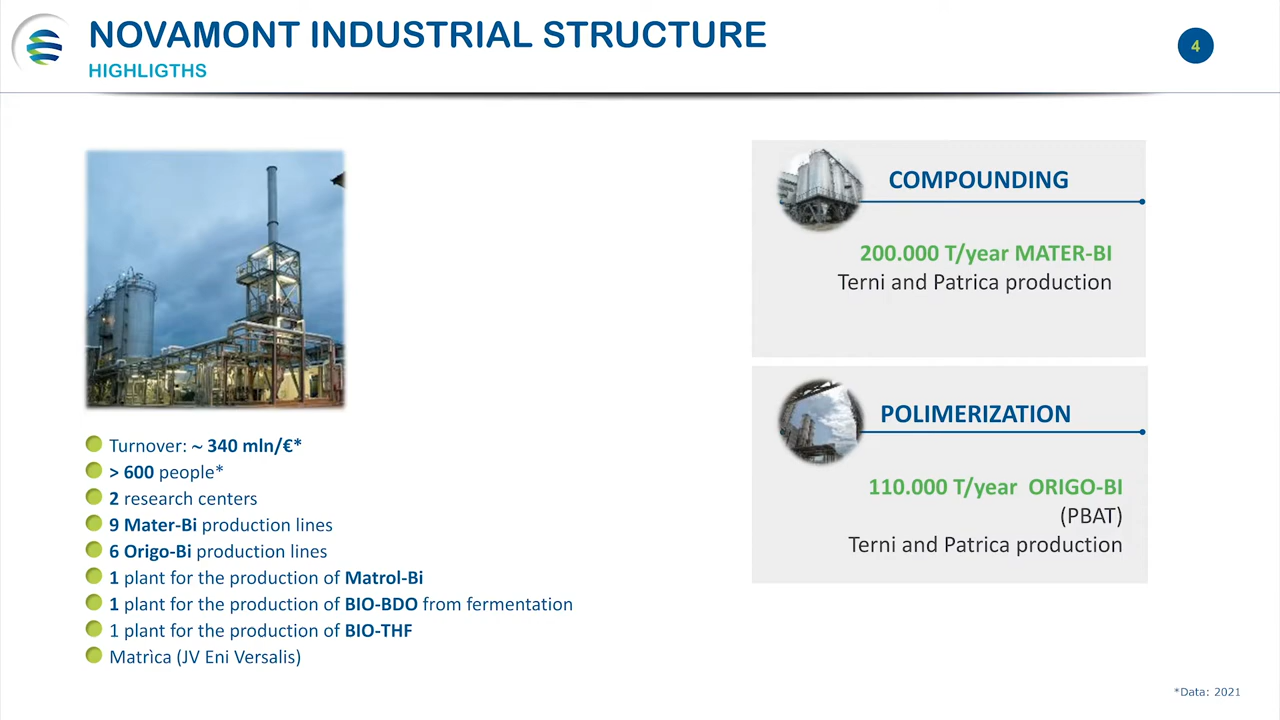 NOVAMONT INDUSTRIAL STRUCTURE
HIGHLIGTHS
4
Turnover: ~ 340 mln/€*
> 600 people*
2 research centers
9 Mater-Bi production lines
6 Origo-Bi production lines
1 plant for the production of Matrol-Bi
1 plant for the production of BIO-BDO from fermentation
1 plant for the production of BIO-THF
Matrìca (JV Eni Versalis)
COMPOUNDING
200.000 T/year MATER-BI
Terni and Patrica production
POLIMERIZATION
110.000 T/year ORIGO-BI
(PBAT)
Terni and Patrica production
*Data: 2021